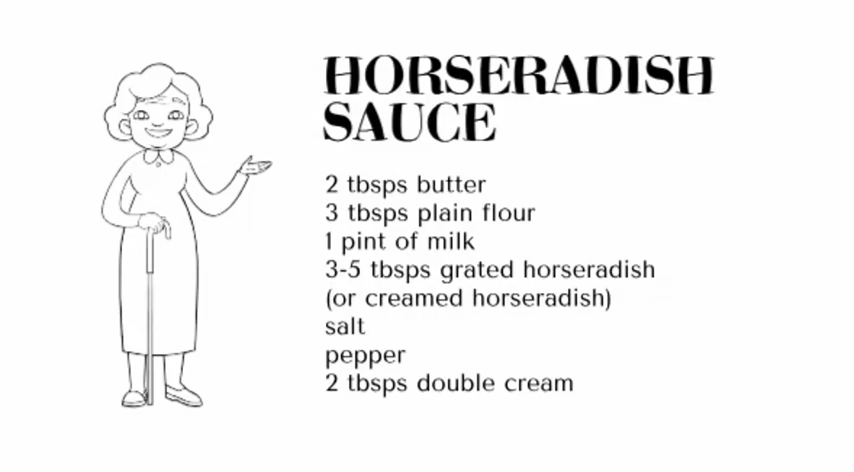 HORSERADISH
SAUCE
2 tbsps butter
3 tbsps plain flour
1 pint of milk
3-5 tbsps grated horseradish
(or creamed horseradish)
salt
pepper
2 tbsps double cream